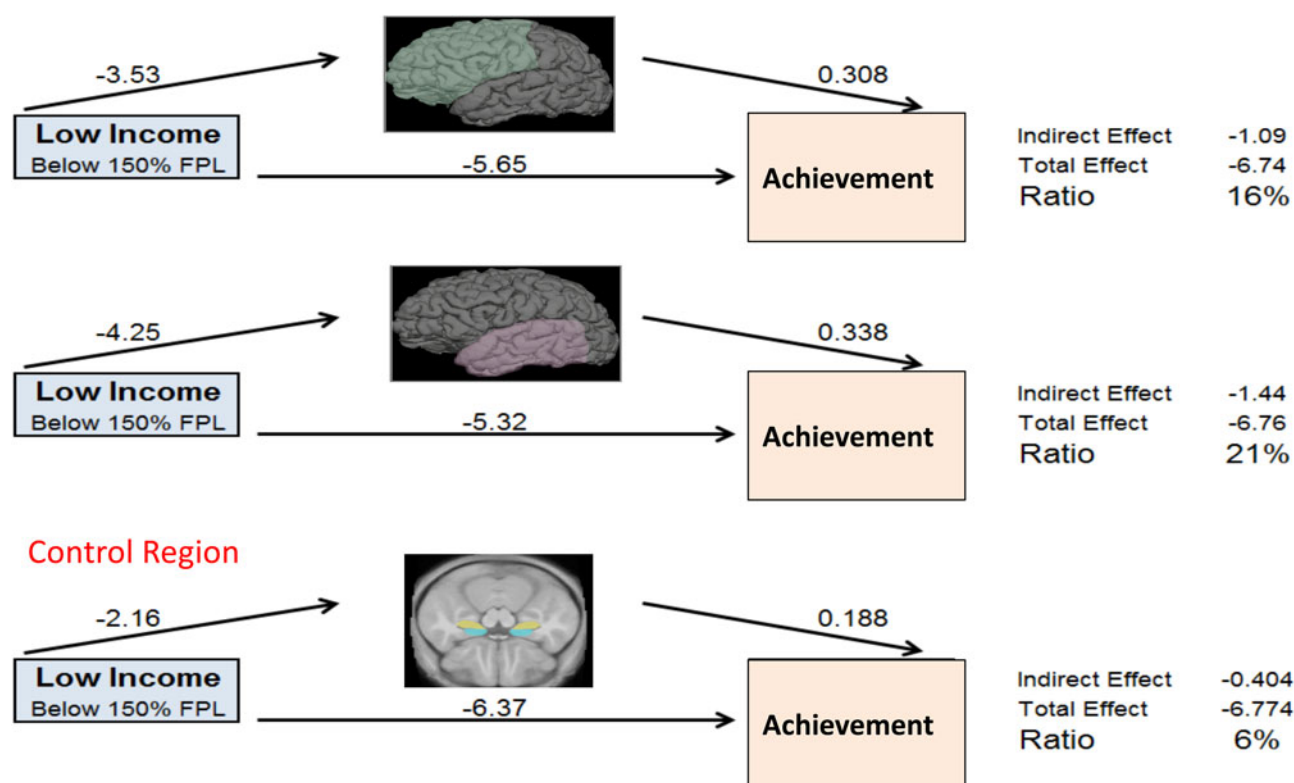 -3.53
0.308
Low Income
Below 150% FPL
-5.65
Achievement
Indirect Effect -1.09
Total Effect -6.74
Ratio 16%
-4.25
0.338
Low Income
Below 150% FPL
-5.32
Achievement
Indirect Effect -1.44
Total Effect -6.76
Ratio 21%
Control Region
-2.16
0.188
Low Income
Below 150% FPL
-6.37
Achievement
Indirect Effect -0.404
Total Effect -6.774
Ratio 6%